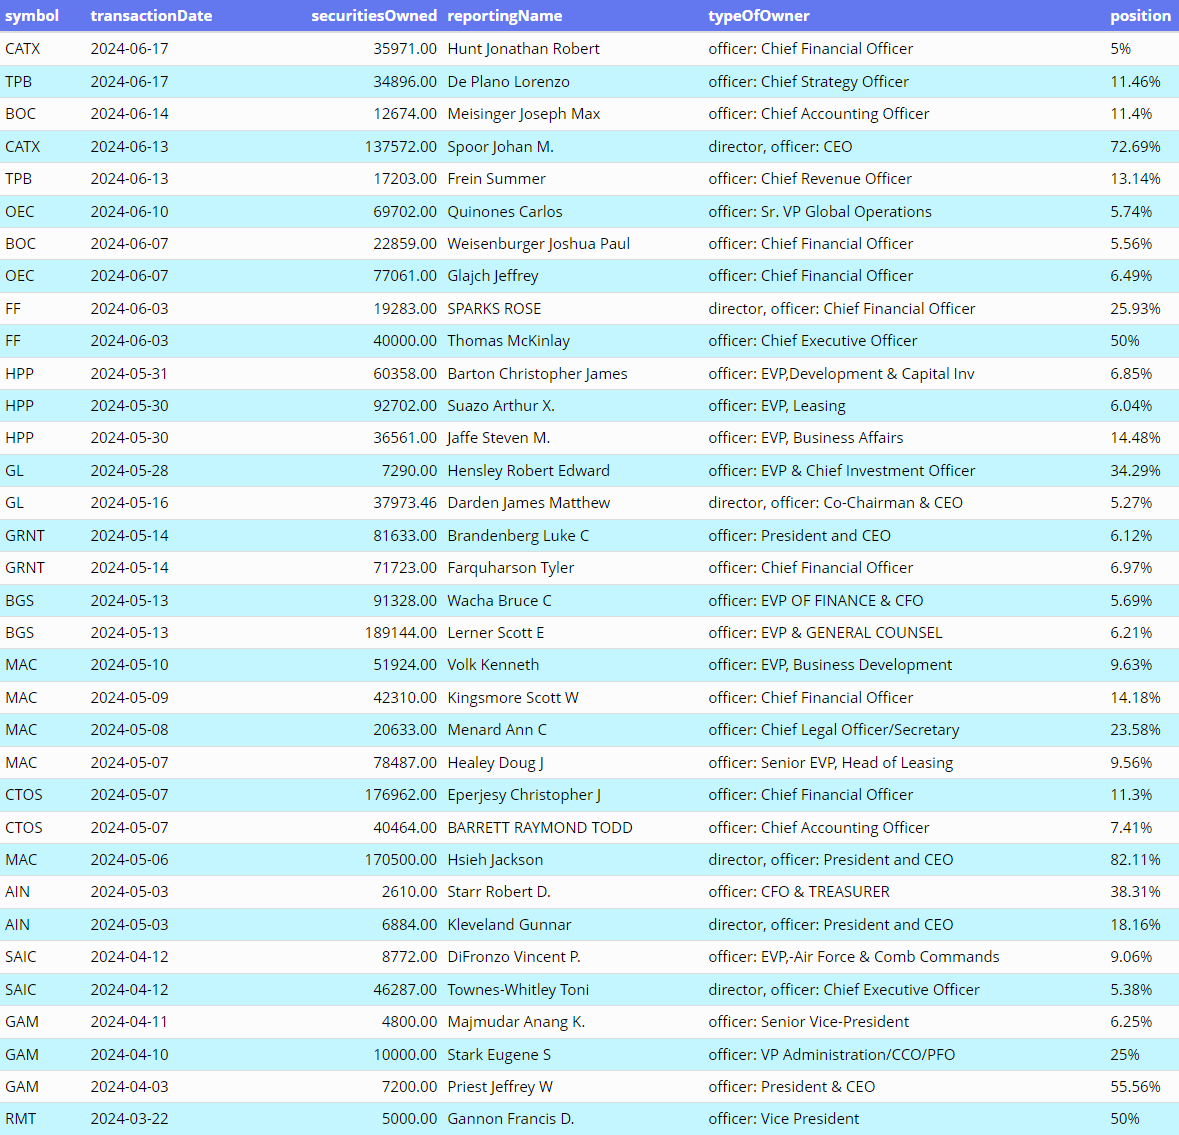 symbol transactionDate securitiesOwned reportingName typeOfOwner position
CATX 2024-06-17 35971.00 Hunt Jonathan Robert officer: Chief Financial Officer 5%
TPB 2024-06-17 34896.00 De Plano Lorenzo officer: Chief Strategy Officer 11.46%
BOC 2024-06-14 12674.00 Meisinger Joseph Max officer: Chief Accounting Officer 11.4%
CATX 2024-06-13 137572.00 Spoor Johan M. director, officer: CEO 72.69%
TPB 2024-06-13 17203.00 Frein Summer officer: Chief Revenue Officer 13.14%
OEC 2024-06-10 69702.00 Quinones Carlos officer: Sr. VP Global Operations 5.74%
BOC 2024-06-07 22859.00 Weisenburger Joshua Paul officer: Chief Financial Officer 5.56%
OEC 2024-06-07 77061.00 Glajch Jeffrey officer: Chief Financial Officer 6.49%
FF 2024-06-03 19283.00 SPARKS ROSE director, officer: Chief Financial Officer 25.93%
FF 2024-06-03 40000.00 Thomas McKinlay officer: Chief Executive Officer 50%
HPP 2024-05-31 60358.00 Barton Christopher James officer: EVP,Development & Capital Inv 6.85%
HPP 2024-05-30 92702.00 Suazo Arthur X. officer: EVP, Leasing 6.04%
HPP 2024-05-30 36561.00 Jaffe Steven M. officer: EVP, Business Affairs 14.48%
GL 2024-05-28 7290.00 Hensley Robert Edward officer: EVP & Chief Investment Officer 34.29%
GL 2024-05-16 37973.46 Darden James Matthew director, officer: Co-Chairman & CEO 5.27%
GRNT 2024-05-14 81633.00 Brandenberg Luke C officer: President and CEO 6.12%
GRNT 2024-05-14 71723.00 Farquharson Tyler officer: Chief Financial Officer 6.97%
BGS 2024-05-13 91328.00 Wacha Bruce C officer: EVP OF FINANCE & CFO 5.69%
BGS 2024-05-13 189144.00 Lerner Scott E officer: EVP & GENERAL COUNSEL 6.21%
MAC 2024-05-10 51924.00 Volk Kenneth officer: EVP, Business Development 9.63%
MAC 2024-05-09 42310.00 Kingsmore Scott W officer: Chief Financial Officer 14.18%
MAC 2024-05-08 20633.00 Menard Ann C officer: Chief Legal Officer/Secretary 23.58%
MAC 2024-05-07 78487.00 Healey Doug J officer: Senior EVP, Head of Leasing 9.56%
CTOS 2024-05-07 176962.00 Eperjesy Christopher J officer: Chief Financial Officer 11.3%
CTOS 2024-05-07 40464.00 BARRETT RAYMOND TODD officer: Chief Accounting Officer 7.41%
MAC 2024-05-06 170500.00 Hsieh Jackson director, officer: President and CEO 82.11%
AIN 2024-05-03 2610.00 Starr Robert D. officer: CFO & TREASURER 38.31%
AIN 2024-05-03 6884.00 Kleveland Gunnar director, officer: President and CEO 18.16%
SAIC 2024-04-12 8772.00 DiFronzo Vincent P. officer: EVP,-Air Force & Comb Commands 9.06%
SAIC 2024-04-12 46287.00 Townes-Whitley Toni director, officer: Chief Executive Officer 5.38%
GAM 2024-04-11 4800.00 Majmudar Anang K. officer: Senior Vice-President 6.25%
GAM 2024-04-10 10000.00 Stark Eugene S officer: VP Administration/CCO/PFO 25%
GAM 2024-04-03 7200.00 Priest Jeffrey W officer: President & CEO 55.56%
RMT 2024-03-22 5000.00 Gannon Francis D. officer: Vice President 50%